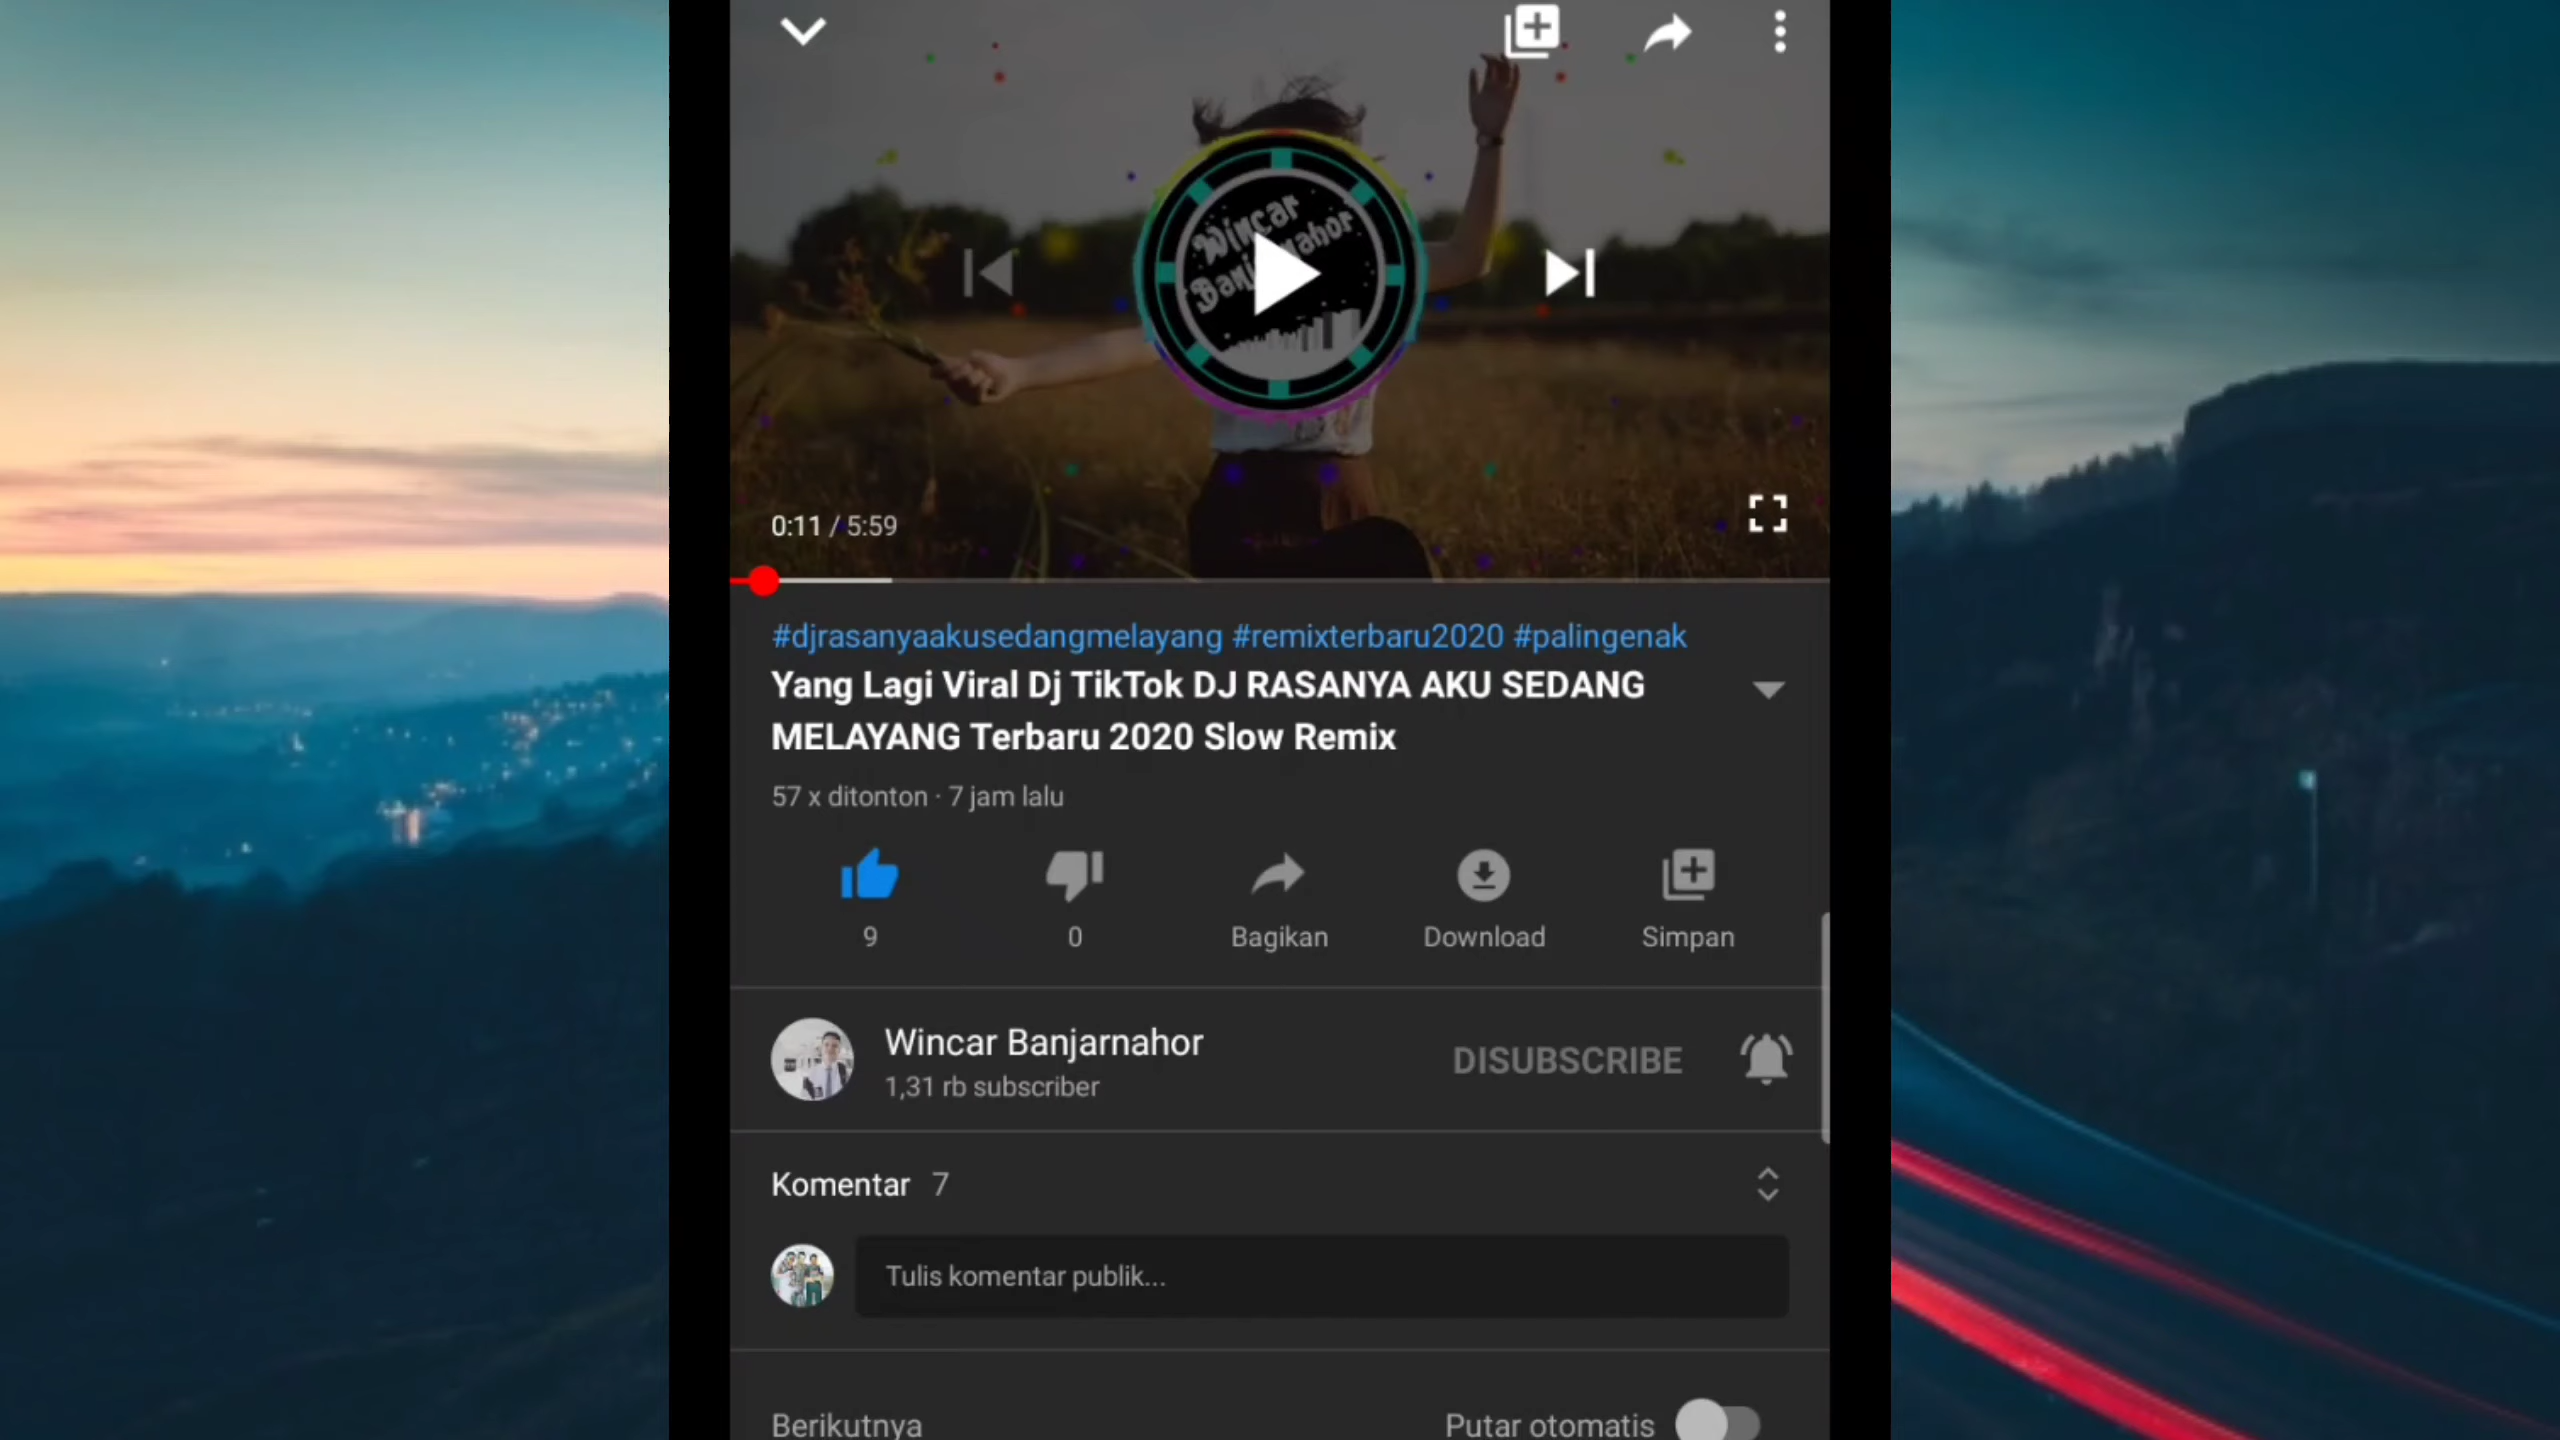 Wincar
Banjarnahor
0:11 / 5:59
#djrasanyaakusedangmelayang #remixterbaru2020 #palingenak
Yang Lagi Viral Dj TikTok DJ RASANYA AKU SEDANG
MELAYANG Terbaru 2020 Slow Remix
57 x ditonton · 7 jam lalu
9
0
Bagikan
Download
Simpan
Wincar Banjarnahor
1,31 rb subscriber
DISUBSCRIBE
Komentar 7
Tulis komentar publik...
Berikutnya
Putar otomatis